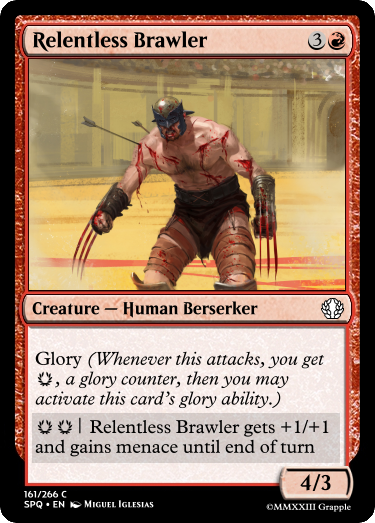 Relentless Brawler 3
Creature — Human Berserker
Glory (Whenever this attacks, you get
, a glory counter, then you may
activate this card's glory ability.)
| Relentless Brawler gets +1/+1
and gains menace until end of turn
4/3
161/266 C
SPQ • EN Miguel Iglesias
©MMXXIII Grapple